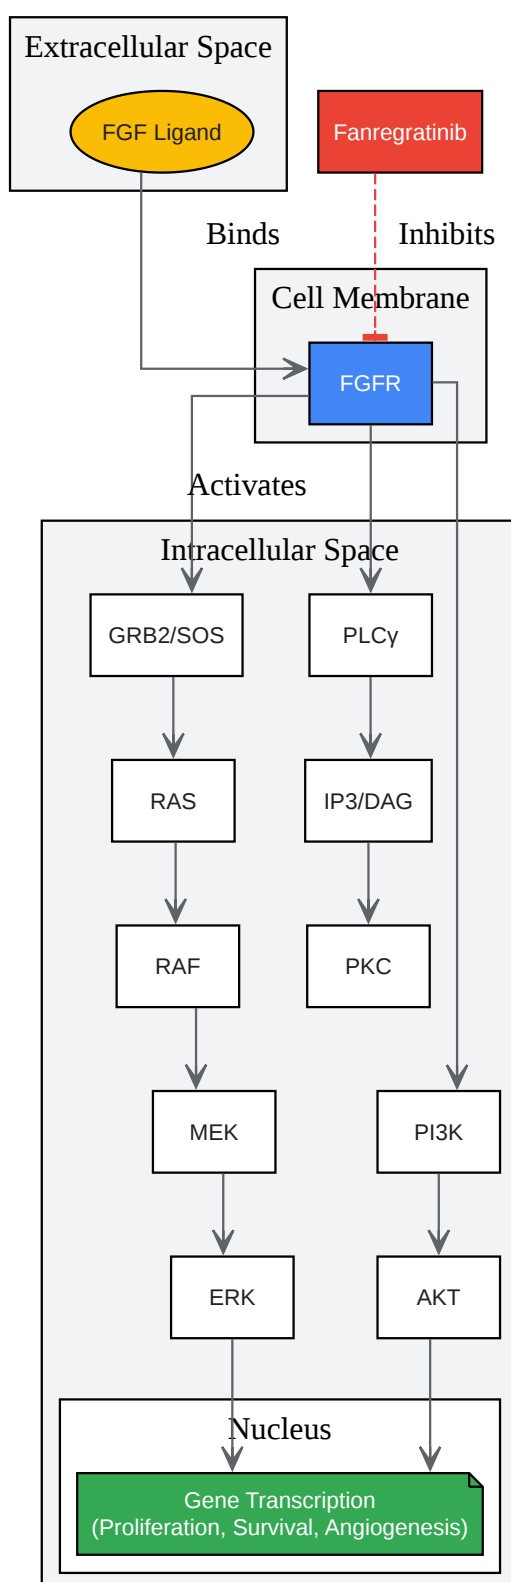 Extracellular Space
FGF Ligand
Fanregratinib
Binds
Inhibits
Cell Membrane
FGFR
Activates
Intracellular Space
GRB2/SOS
PLCγ
RAS
IP3/DAG
RAF
PKC
MEK
PI3K
ERK
AKT
Nucleus
Gene Transcription
(Proliferation, Survival, Angiogenesis)